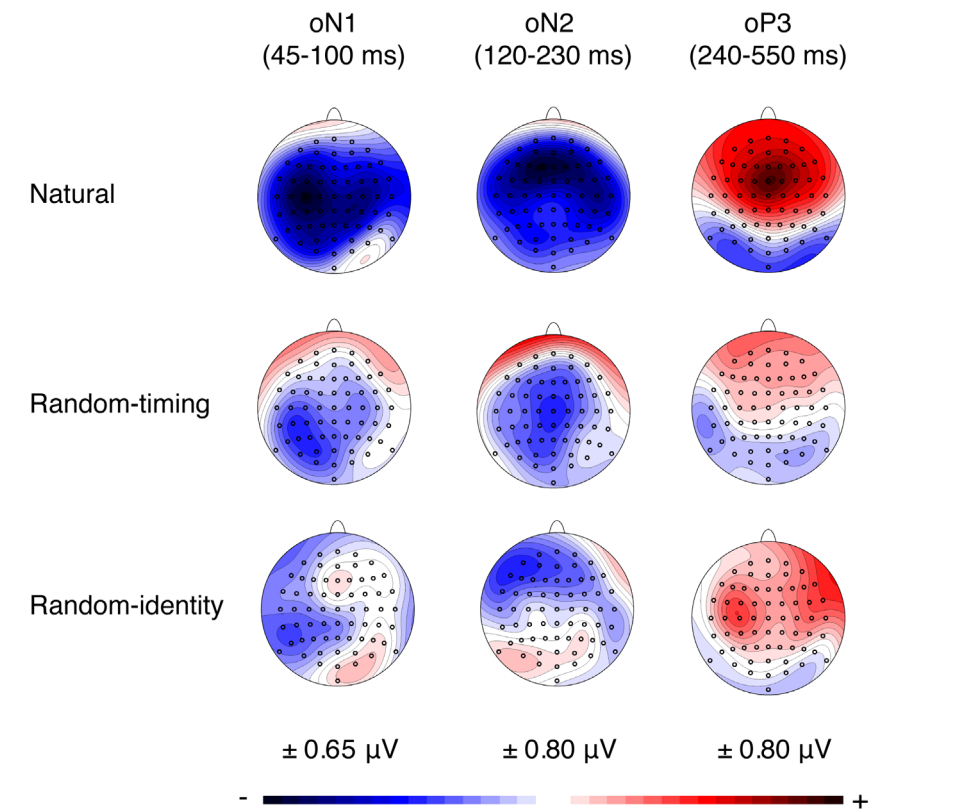 oN1 oN2 oP3
(45-100 ms) (120-230 ms) (240-550 ms)
Natural
Random-timing
Random-identity
± 0.65 µV ± 0.80 µV ± 0.80 µV
- +